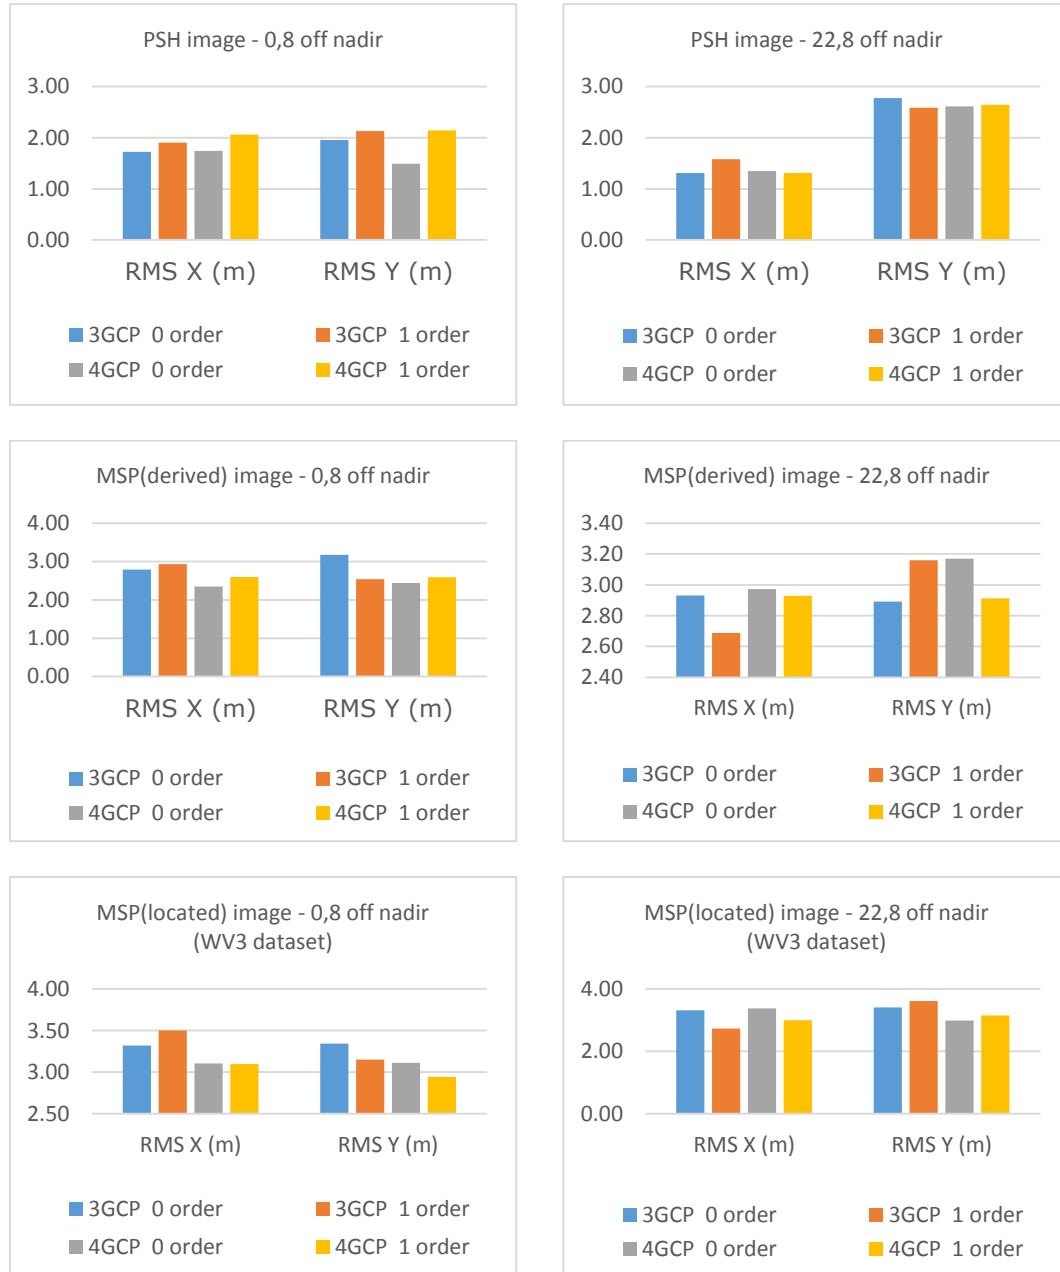 PSH image - 0,8 off nadir
3.00
2.00
1.00
0.00
RMS X (m) RMS Y (m)
3GCP 0 order 3GCP 1 order
4GCP 0 order 4GCP 1 order
PSH image - 22,8 off nadir
3.00
2.00
1.00
0.00
RMS X (m) RMS Y (m)
3GCP 0 order 3GCP 1 order
4GCP 0 order 4GCP 1 order
MSP(derived) image - 0,8 off nadir
4.00
3.00
2.00
1.00
0.00
RMS X (m) RMS Y (m)
3GCP 0 order 3GCP 1 order
4GCP 0 order 4GCP 1 order
MSP(derived) image - 22,8 off nadir
3.40
3.20
3.00
2.80
2.60
2.40
RMS X (m) RMS Y (m)
3GCP 0 order 3GCP 1 order
4GCP 0 order 4GCP 1 order
MSP(located) image - 0,8 off nadir
(WV3 dataset)
4.00
3.50
3.00
2.50
RMS X (m) RMS Y (m)
3GCP 0 order 3GCP 1 order
4GCP 0 order 4GCP 1 order
MSP(located) image - 22,8 off nadir
(WV3 dataset)
4.00
2.00
0.00
RMS X (m) RMS Y (m)
3GCP 0 order 3GCP 1 order
4GCP 0 order 4GCP 1 order